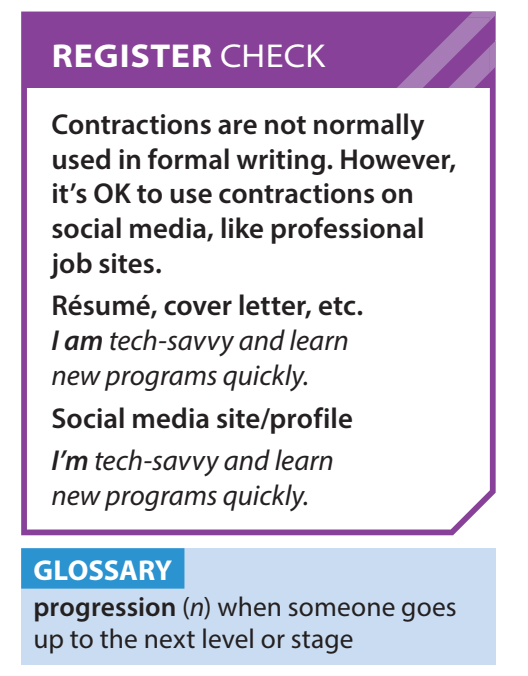 REGISTER CHECK
Contractions are not normally
used in formal writing. However,
it's OK to use contractions on
social media, like professional
job sites.
Résumé, cover letter, etc.
I am tech-savvy and learn
new programs quickly.
Social media site/profile
I'm tech-savvy and learn
new programs quickly.
GLOSSARY
progression (n) when someone goes
up to the next level or stage